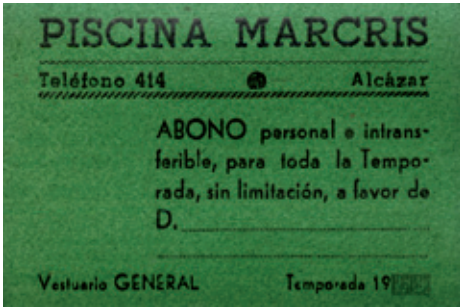 PISCINA MARCRIS
Teléfono 414 Alcázar
ABONO personal e intrans-
ferible, para toda la Tempo-
rada, sin limitación, a favor de
D.
Vestuario GENERAL Temporada 19